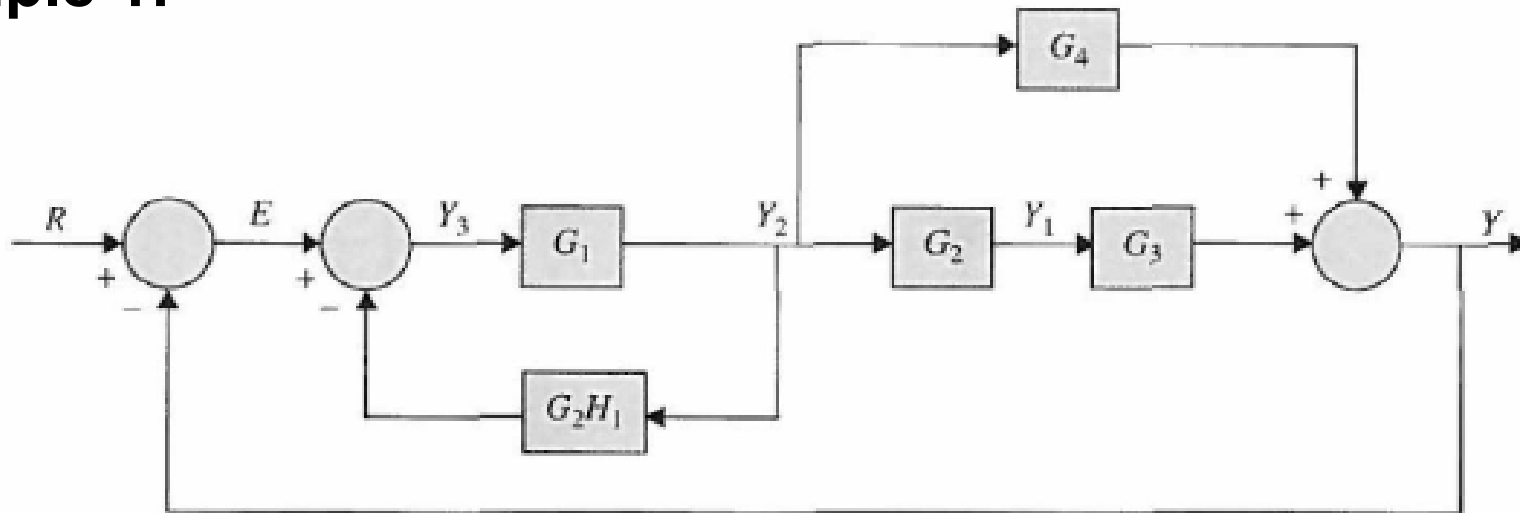 G₄
+
R E Y₃ G₁ Y₂ G₂ Y₁ G₃ + Y
+ +
− −
G₂H₁